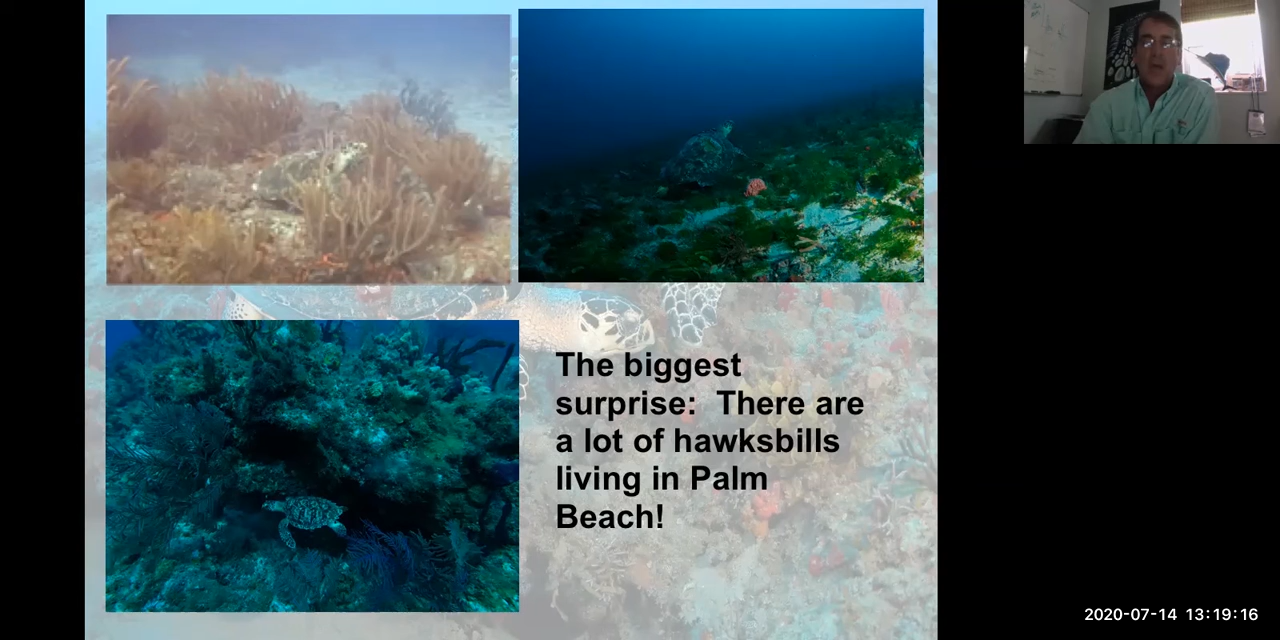 The biggest
surprise:  There are
a lot of hawksbills
living in Palm
Beach!
2020-07-14 13:19:16